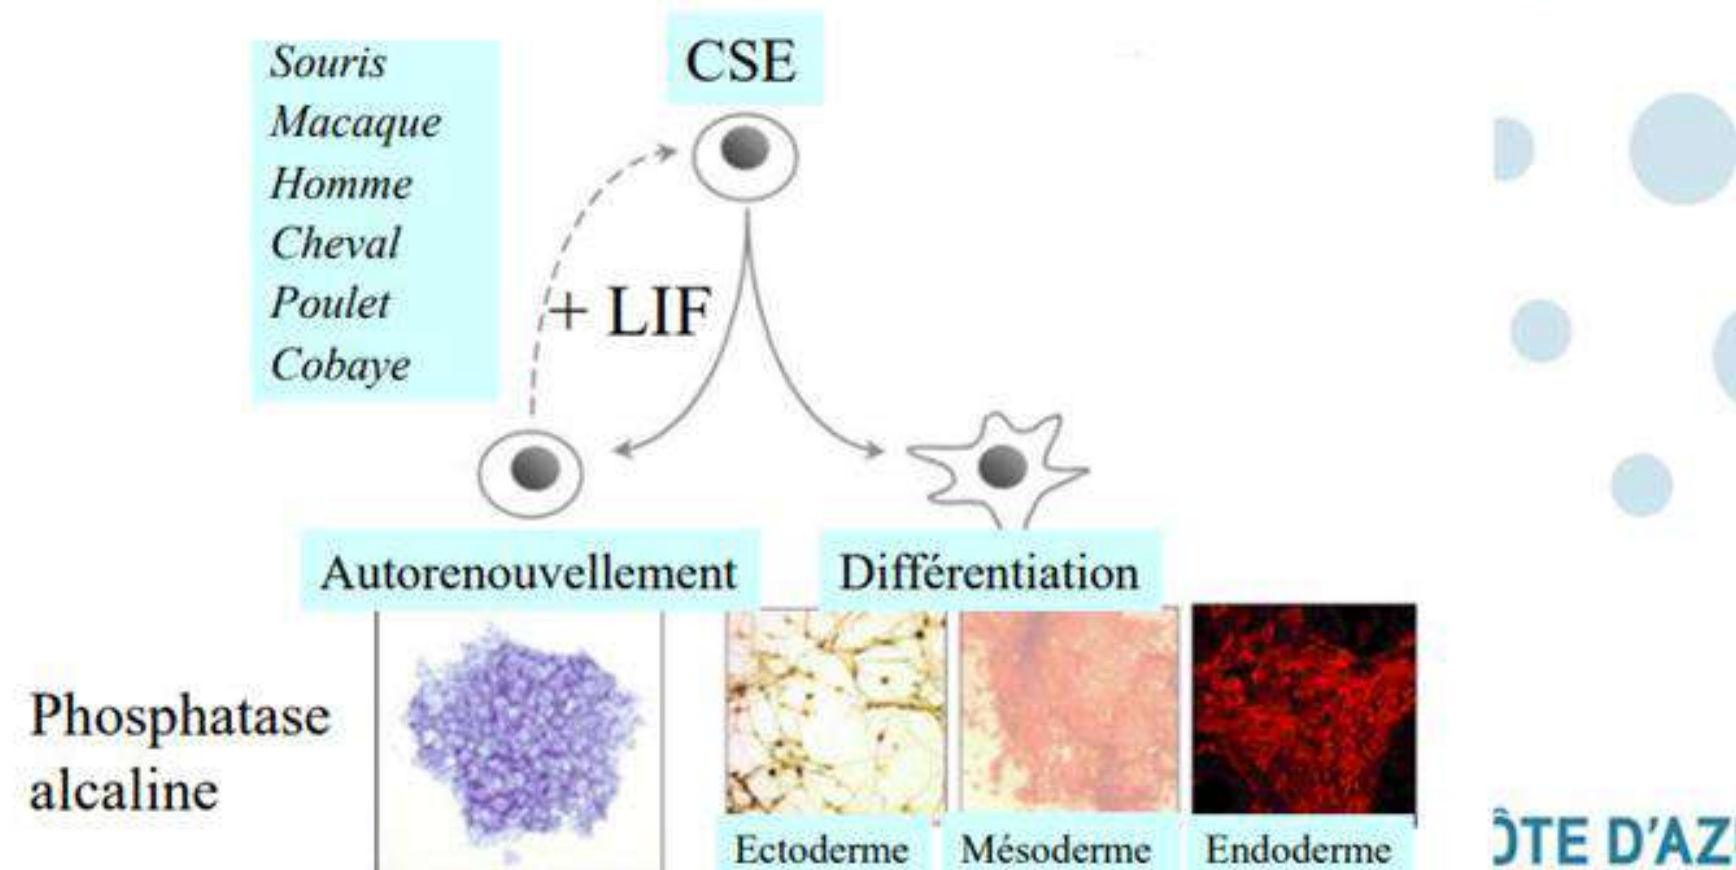 Souris
Macaque
Homme
Cheval
Poulet
Cobaye
CSE
+ LIF
Autorenouvellement
Différentiation
Phosphatase
alcaline
Ectoderme
Mésoderme
Endoderme
ÔTE D'AZ